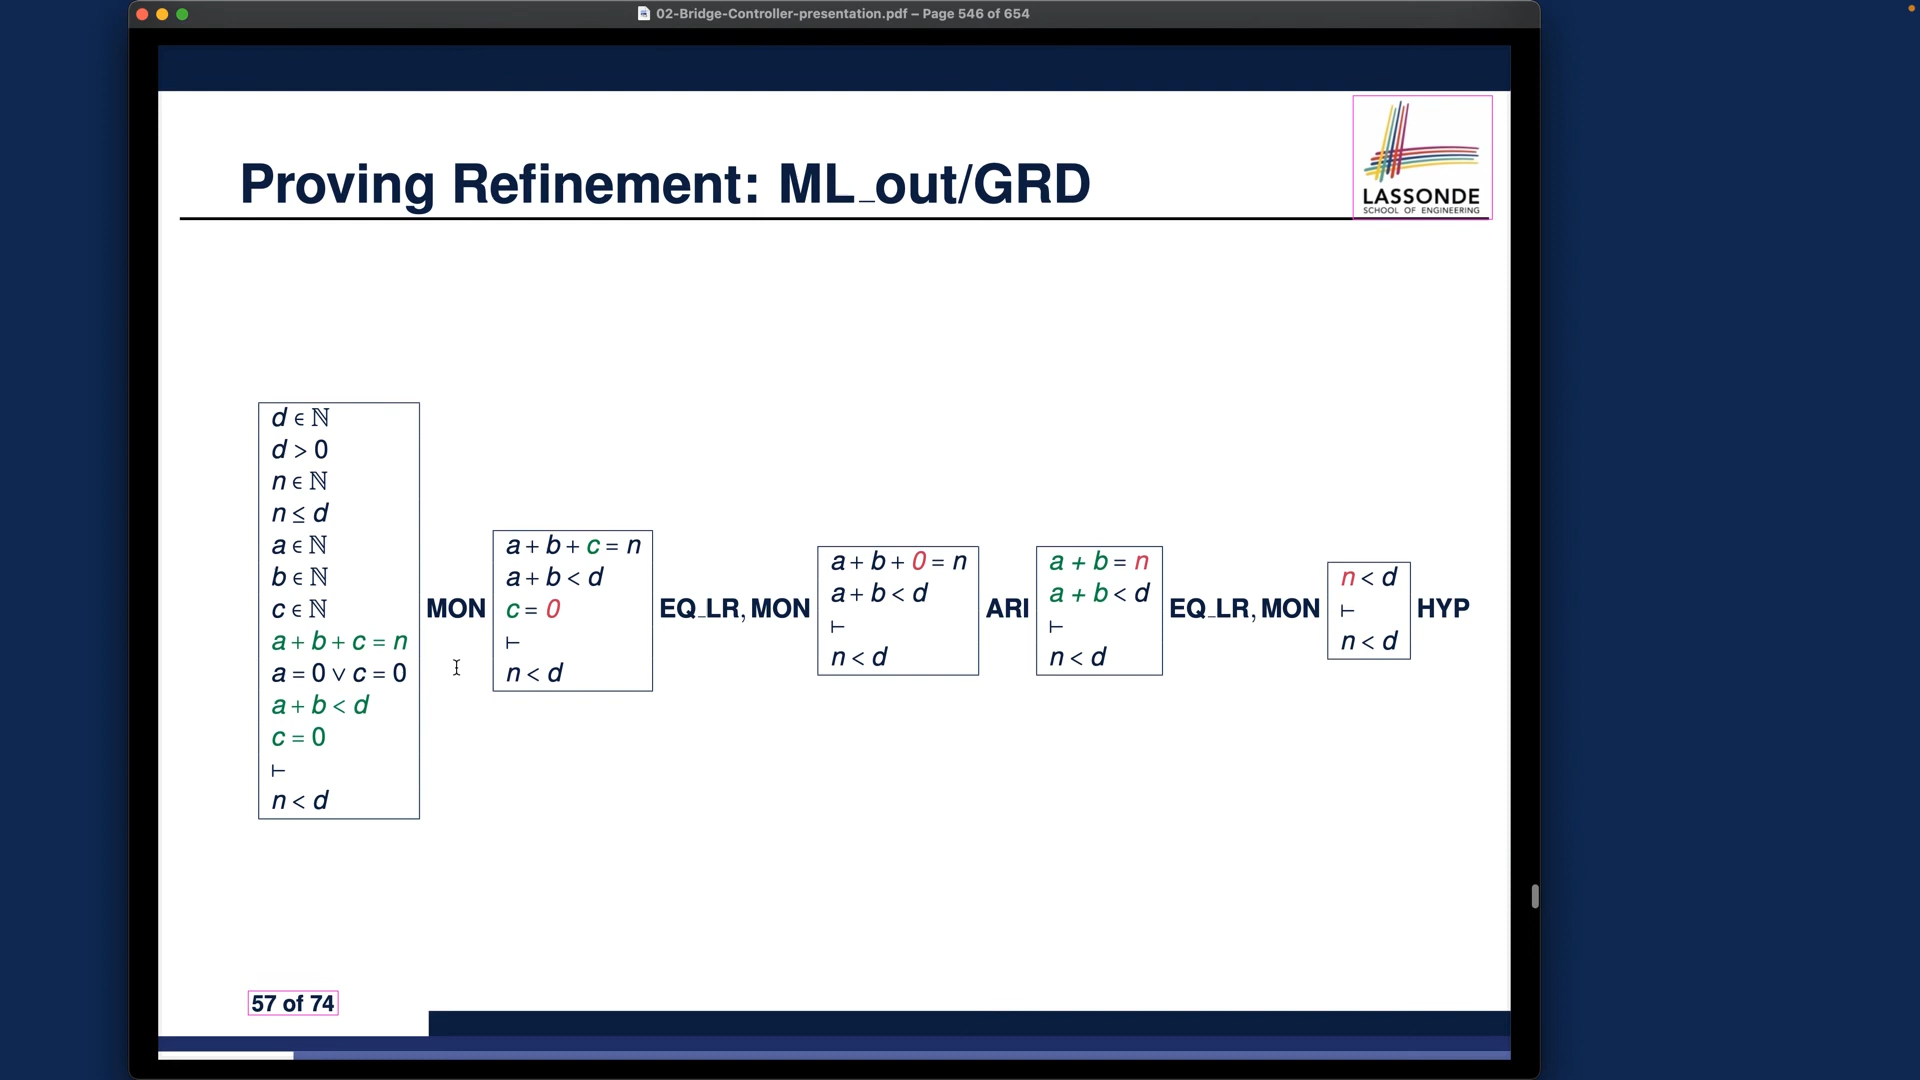 02-Bridge-Controller-presentation.pdf – Page 546 of 654
LASSONDE
SCHOOL OF ENGINEERING
Proving Refinement: ML_out/GRD
d ∈ ℕ
d > 0
n ∈ ℕ
n ≤ d
a ∈ ℕ
b ∈ ℕ
c ∈ ℕ
a + b + c = n
a = 0 ∨ c = 0
a + b < d
c = 0
⊢
n < d
MON
a + b + c = n
a + b < d
c = 0
⊢
n < d
EQ_LR, MON
a + b + 0 = n
a + b < d
⊢
n < d
ARI
a + b = n
a + b < d
⊢
n < d
EQ_LR, MON
n < d
⊢
n < d
HYP
57 of 74